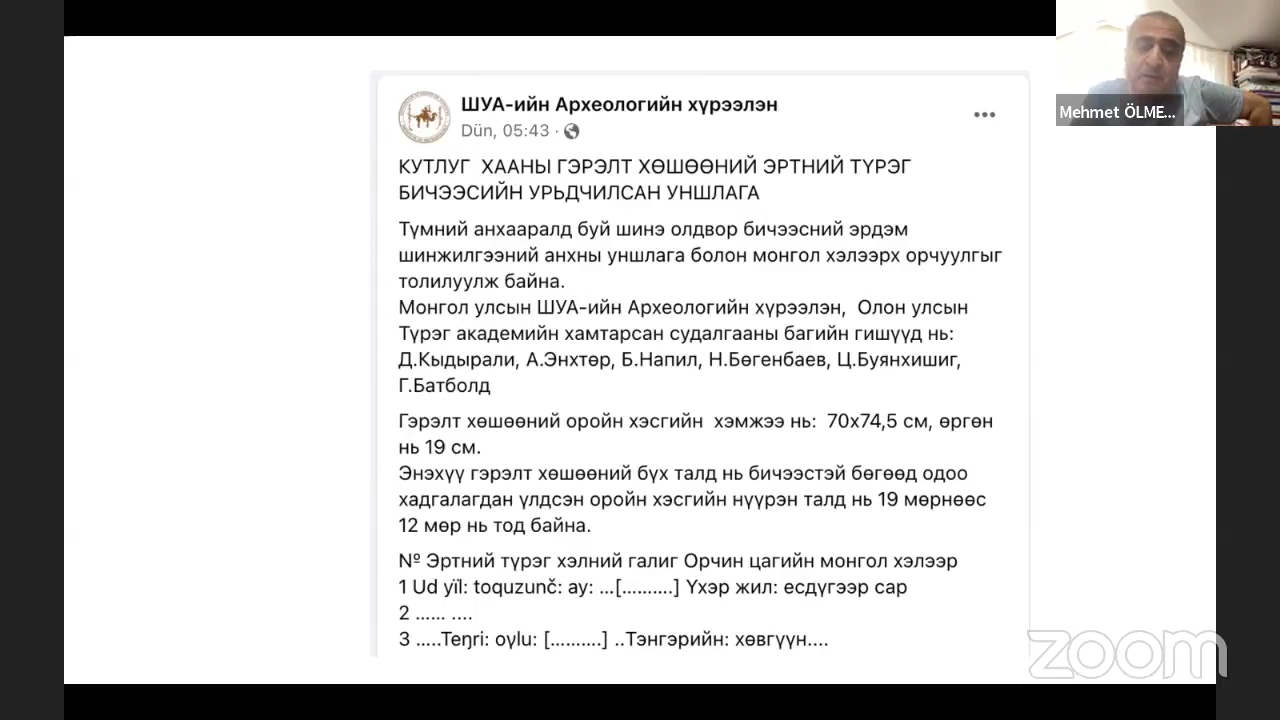 ШУА-ийн Археологийн хүрээлэн
Dün, 05:43 ·
Mehmet ÖLME...
КУТЛУГ ХААНЫ ГЭРЭЛТ ХӨШӨӨНИЙ ЭРТНИЙ ТҮРЭГ
БИЧЭЭСИЙН УРЬДЧИЛСАН УНШЛАГА
Түмний анхааралд буй шинэ олдвор бичээсний эрдэм
шинжилгээний анхны уншлага болон монгол хэлээрх орчуулгыг
толилуулж байна.
Монгол улсын ШУА-ийн Археологийн хүрээлэн, Олон улсын
Түрэг академийн хамтарсан судалгааны багийн гишүүд нь:
Д.Кыдырали, А.Энхтөр, Б.Напил, Н.Бөгенбаев, Ц.Буянхишиг,
Г.Батболд
Гэрэлт хөшөөний оройн хэсгийн хэмжээ нь: 70x74,5 см, өргөн
нь 19 см.
Энэхүү гэрэлт хөшөөний бүх талд нь бичээстэй бөгөөд одоо
хадгалагдан үлдсэн оройн хэсгийн нүүрэн талд нь 19 мөрнөөс
12 мөр нь тод байна.
№ Эртний түрэг хэлний галиг Орчин цагийн монгол хэлээр
1 Ud yïl: toquzunč: ay: ...[..........] Үхэр жил: есдүгээр сар
2 ...... ....
3 .....Teŋri: oγlu: [..........] ..Тэнгэрийн: хөвгүүн....
zoom